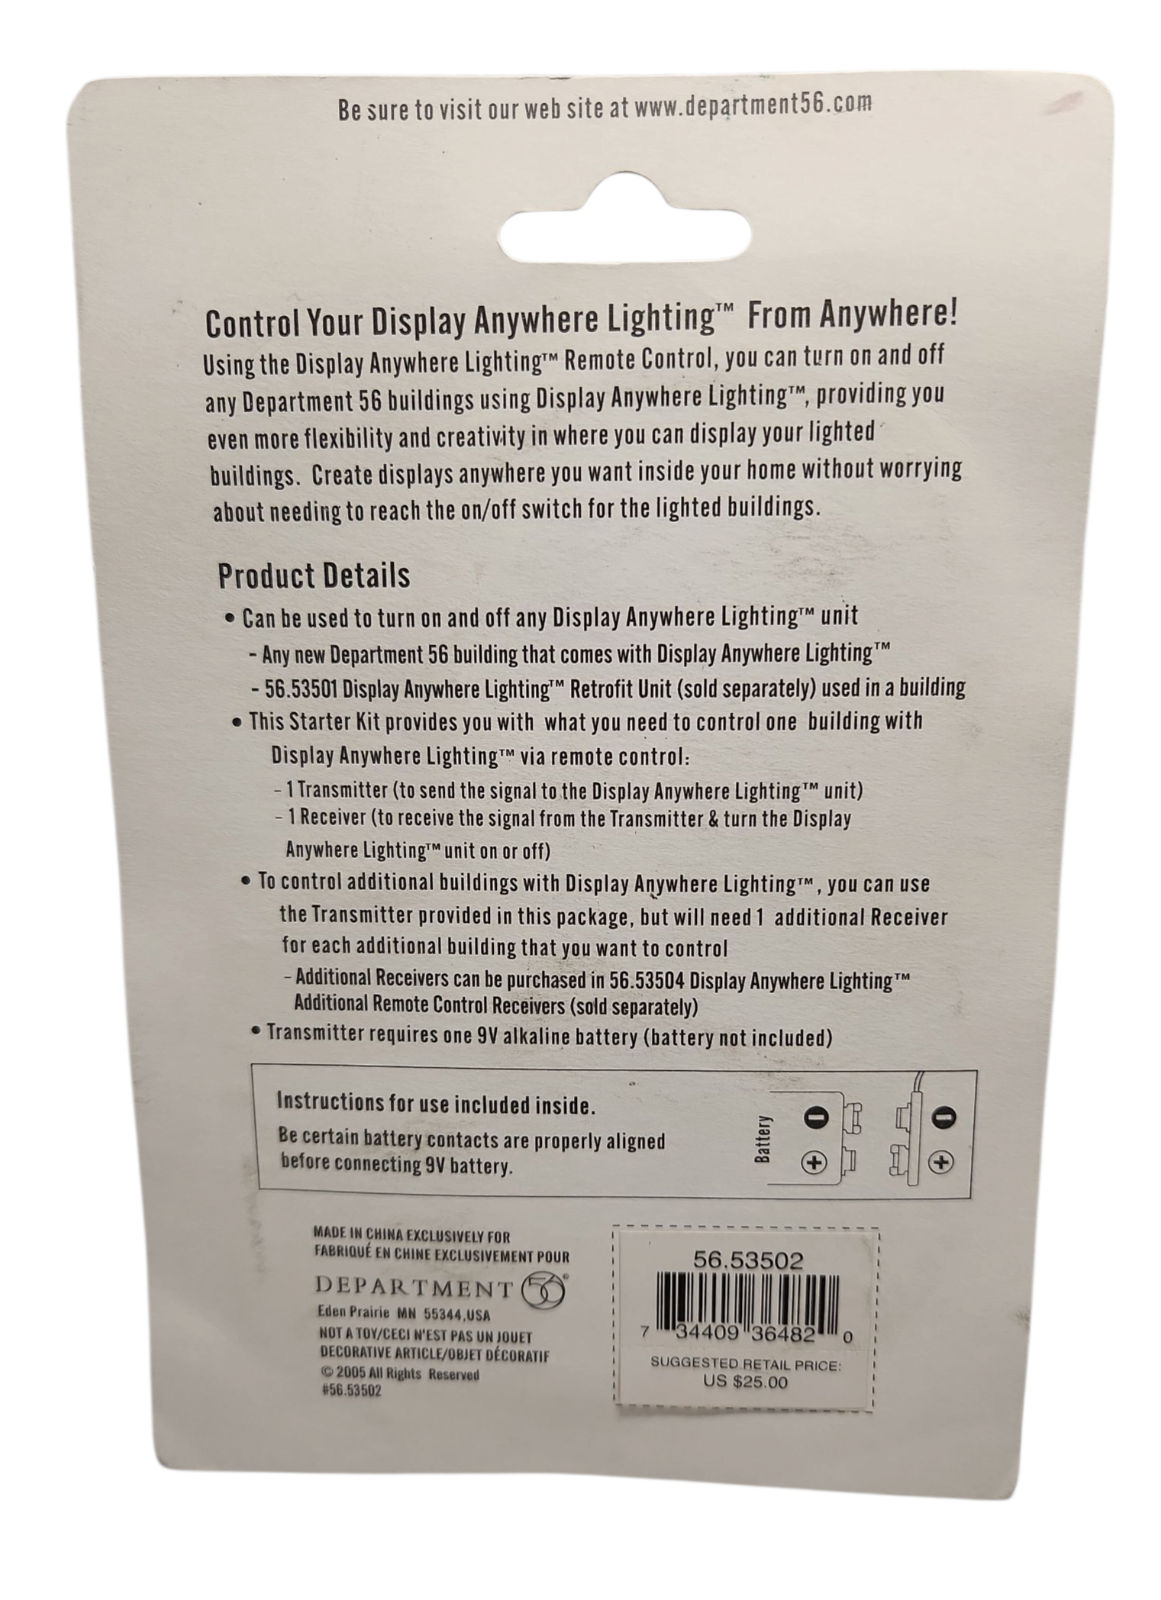 Be sure to visit our web site at www.department56.com
Control Your Display Anywhere Lighting™ From Anywhere!
Using the Display Anywhere Lighting™ Remote Control, you can turn on and off
any Department 56 buildings using Display Anywhere Lighting™, providing you
even more flexibility and creativity in where you can display your lighted
buildings. Create displays anywhere you want inside your home without worrying
about needing to reach the on/off switch for the lighted buildings.
Product Details
• Can be used to turn on and off any Display Anywhere Lighting™ unit
- Any new Department 56 building that comes with Display Anywhere Lighting™
- 56.53501 Display Anywhere Lighting™ Retrofit Unit (sold separately) used in a building
• This Starter Kit provides you with what you need to control one building with
Display Anywhere Lighting™ via remote control:
- 1 Transmitter (to send the signal to the Display Anywhere Lighting™ unit)
- 1 Receiver (to receive the signal from the Transmitter & turn the Display
Anywhere Lighting™ unit on or off)
• To control additional buildings with Display Anywhere Lighting™, you can use
the Transmitter provided in this package, but will need 1 additional Receiver
for each additional building that you want to control
- Additional Receivers can be purchased in 56.53504 Display Anywhere Lighting™
Additional Remote Control Receivers (sold separately)
• Transmitter requires one 9V alkaline battery (battery not included)
Instructions for use included inside.
Be certain battery contacts are properly aligned
before connecting 9V battery.
Battery
MADE IN CHINA EXCLUSIVELY FOR
FABRIQUÉ EN CHINE EXCLUSIVEMENT POUR
DEPARTMENT 56®
Eden Prairie MN 55344,USA
NOT A TOY/CECI N'EST PAS UN JOUET
DECORATIVE ARTICLE/OBJET DÉCORATIF
© 2005 All Rights Reserved
#56.53502
56.53502
7 34409 36482 0
SUGGESTED RETAIL PRICE:
US $25.00